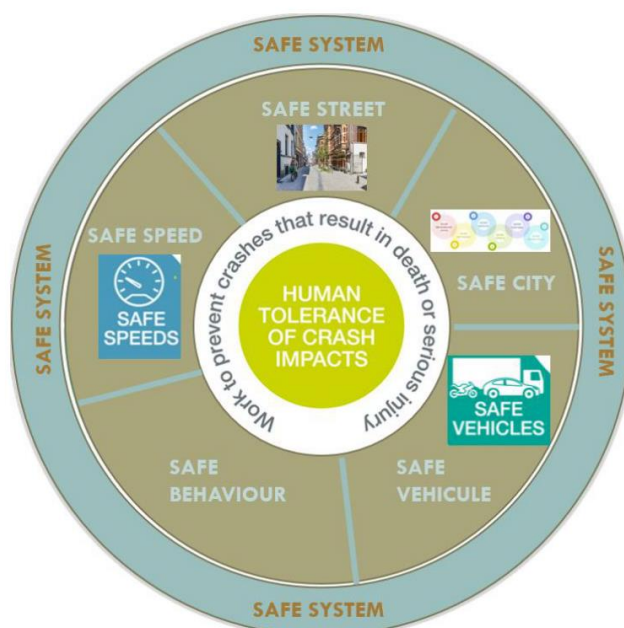 SAFE SYSTEM
SAFE STREET
SAFE SPEED
SAFE
SPEEDS
SAFE SYSTEM
Work to prevent crashes that result in death or serious injury
HUMAN
TOLERANCE
OF CRASH
IMPACTS
SAFE CITY
SAFE SYSTEM
SAFE
VEHICLES
SAFE
BEHAVIOUR
SAFE
VEHICULE
SAFE SYSTEM